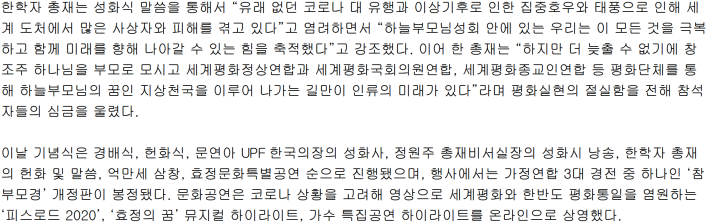 한학자 총재는 성화식 말씀을 통해서 “유래 없던 코로나 대 유행과 이상기후로 인한 집중호우와 태풍으로 인해 세
계 도처에서 많은 사상자와 피해를 겪고 있다”고 염려하면서 “하늘부모님성회 안에 있는 우리는 이 모든 것을 극복
하고 함께 미래를 향해 나아갈 수 있는 힘을 축적했다”고 강조했다. 이어 한 총재는 “하지만 더 늦출 수 없기에 창
조주 하나님을 부모로 모시고 세계평화정상연합과 세계평화국회의원연합, 세계평화종교인연합 등 평화단체를 통
해 하늘부모님의 꿈인 지상천국을 이루어 나가는 길만이 인류의 미래가 있다”라며 평화실현의 절실함을 전해 참석
자들의 심금을 울렸다.
이날 기념식은 경배식, 헌화식, 문연아 UPF 한국의장의 성화사, 정원주 총재비서실장의 성화시 낭송, 한학자 총재
의 헌화 및 말씀, 억만세 삼창, 효정문화특별공연 순으로 진행됐으며, 행사에서는 가정연합 3대 경전 중 하나인 ‘참
부모경’ 개정판이 봉정됐다. 문화공연은 코로나 상황을 고려해 영상으로 세계평화와 한반도 평화통일을 염원하는
‘피스로드 2020’, ‘효정의 꿈’ 뮤지컬 하이라이트, 가수 특집공연 하이라이트를 온라인으로 상영했다.